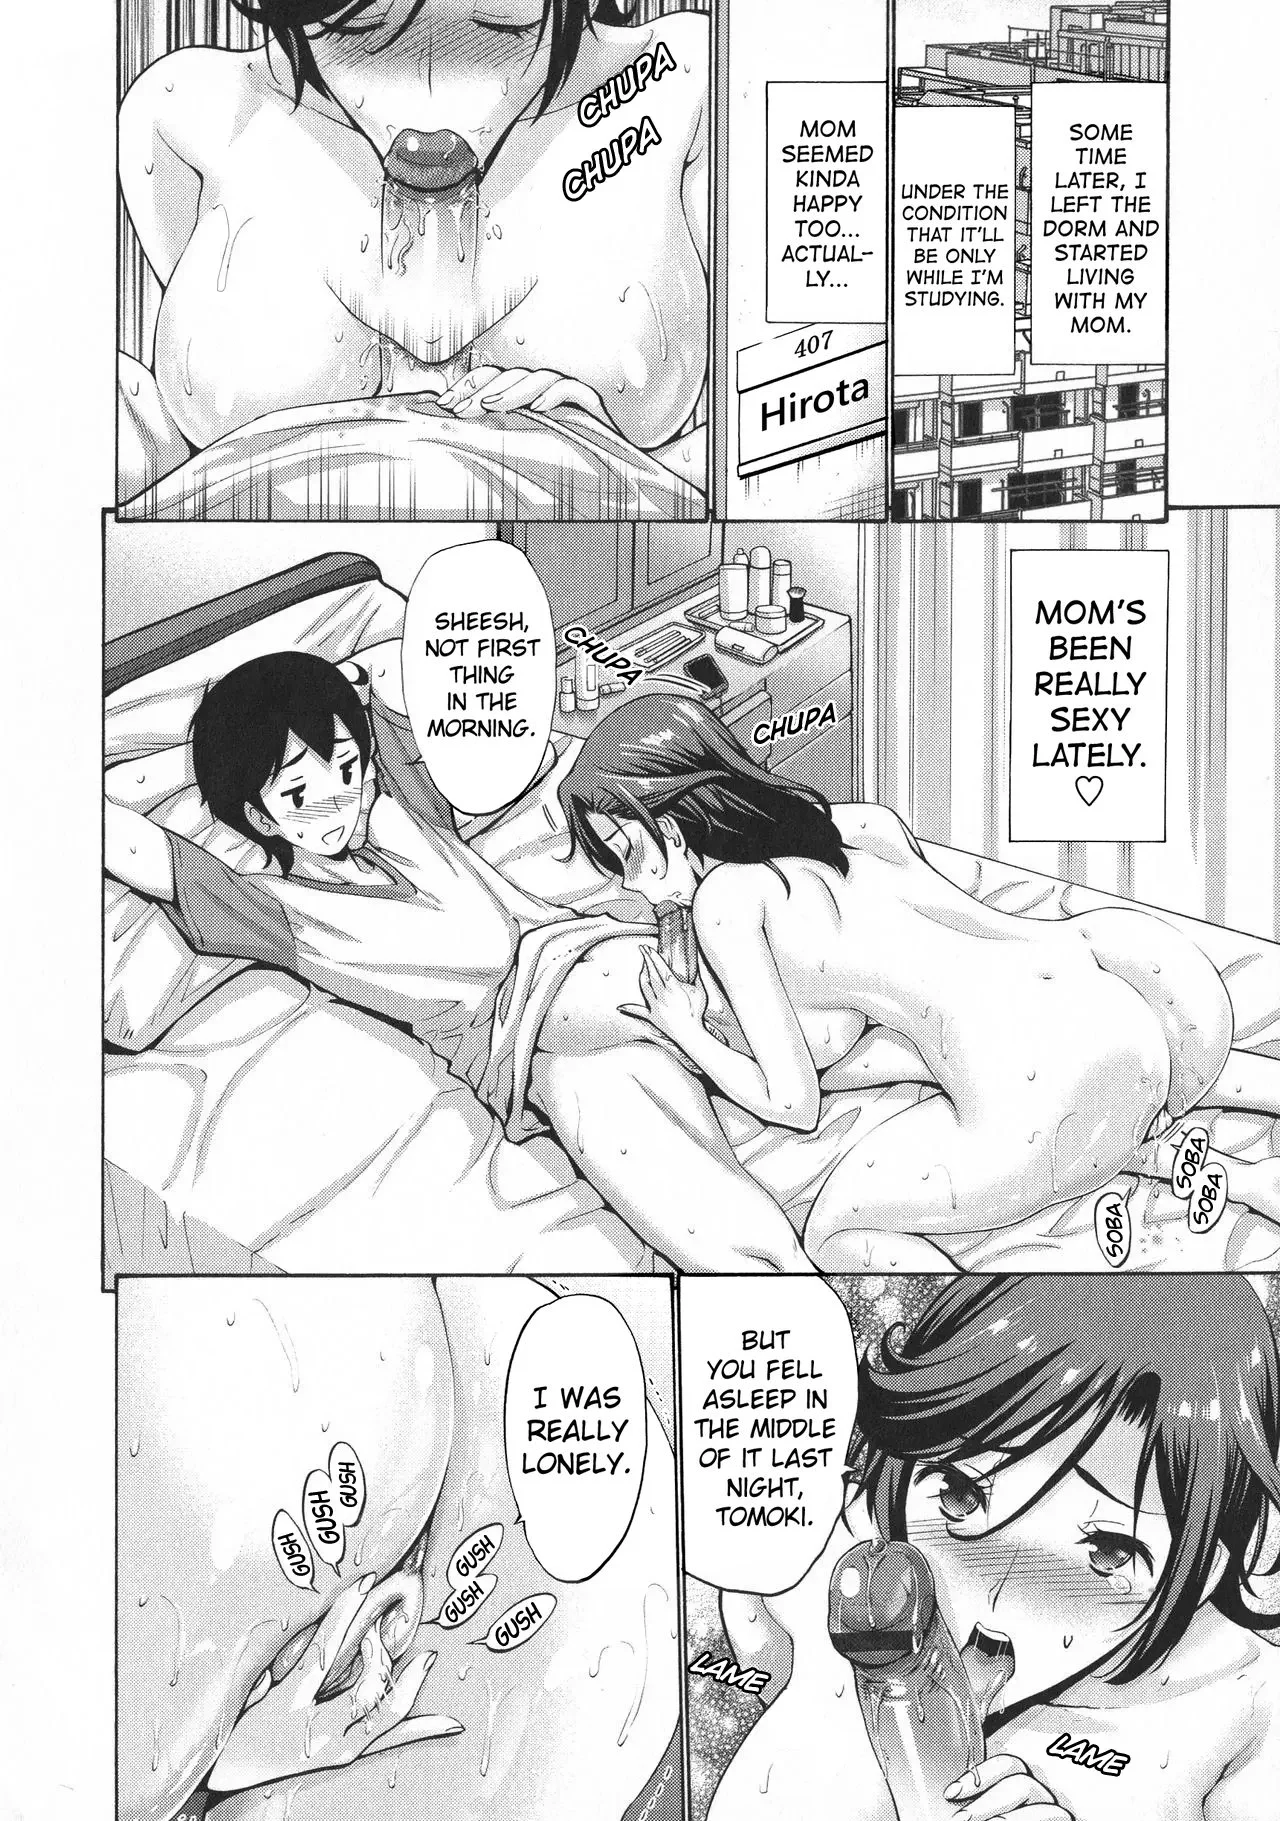 SOME
TIME
LATER, I
LEFT THE
DORM AND
STARTED
LIVING
WITH MY
MOM.
UNDER THE
CONDITION
THAT IT'LL
BE ONLY
WHILE I'M
STUDYING.
MOM
SEEMED
KINDA
HAPPY
TOO...
ACTUAL-
LY...
407
Hirota
CHUPA
CHUPA
MOM'S
BEEN
REALLY
SEXY
LATELY.
♡
SHEESH,
NOT FIRST
THING
IN THE
MORNING.
CHUPA
CHUPA
SOBA
SOBA
SOBA
BUT
YOU FELL
ASLEEP IN
THE MIDDLE
OF IT LAST
NIGHT,
TOMOKI.
LAME
LAME
I WAS
REALLY
LONELY.
GUSH
GUSH
GUSH
GUSH
GUSH
GUSH